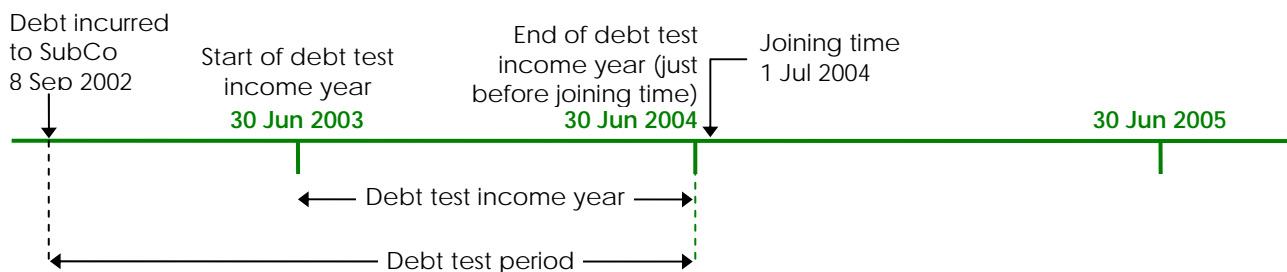 Debt incurred
to SubCo
8 Sep 2002
Start of debt test
income year
End of debt test
income year (just
before joining time)
Joining time
1 Jul 2004
30 Jun 2003
30 Jun 2004
30 Jun 2005
Debt test income year
Debt test period